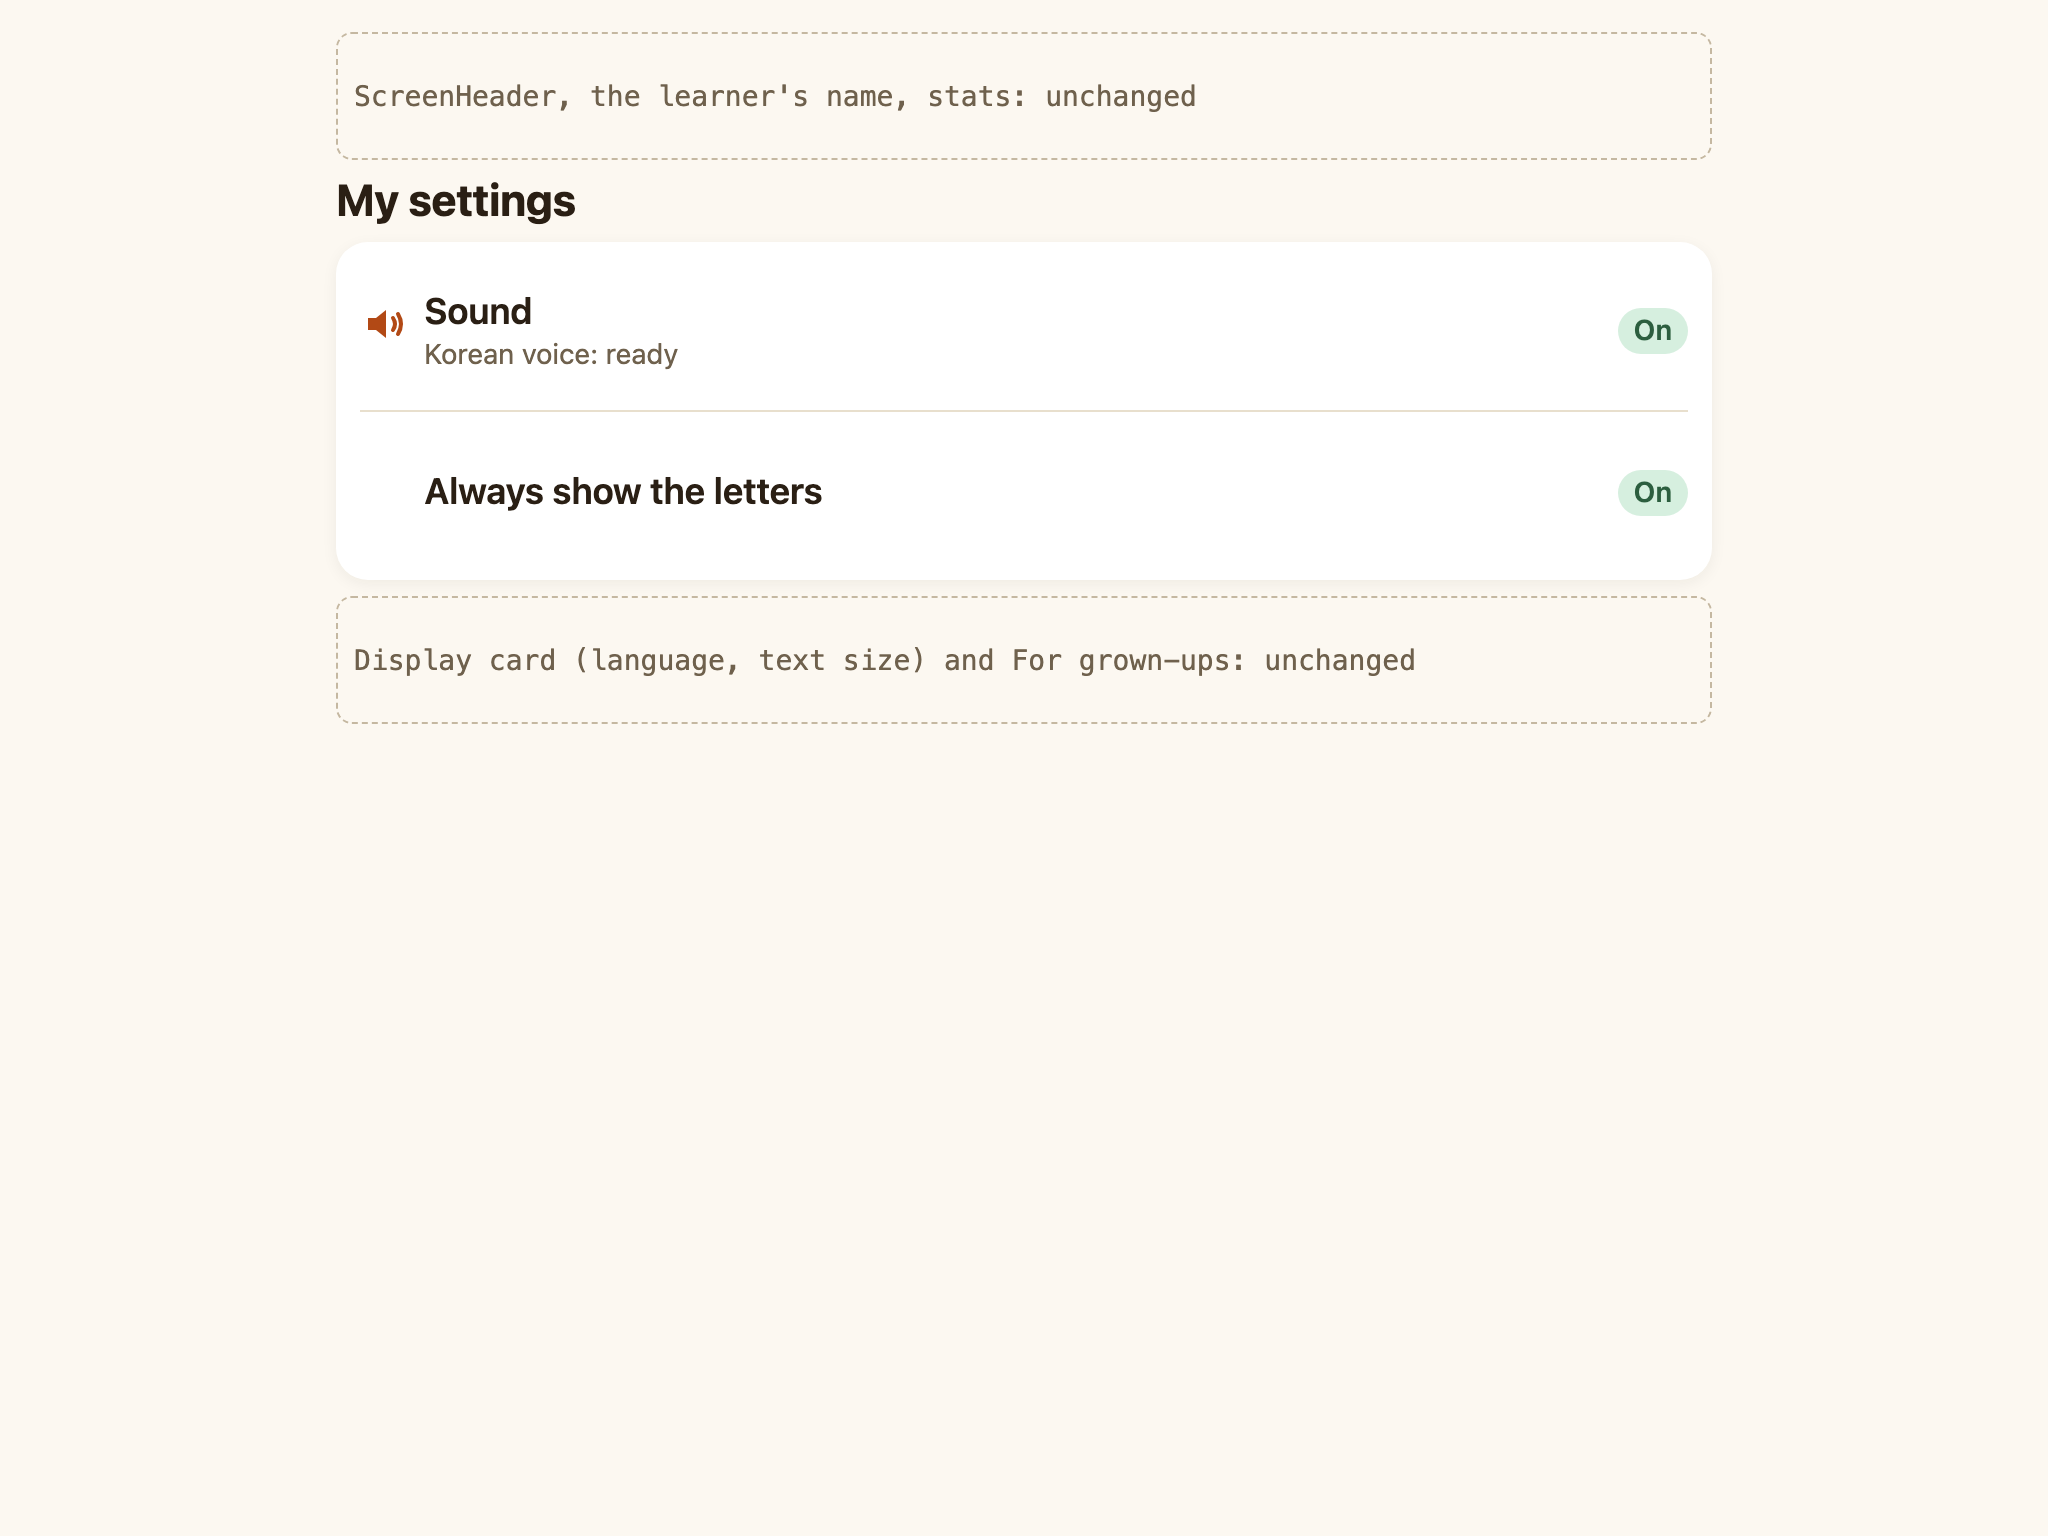 ScreenHeader, the learner's name, stats: unchanged
My settings
Sound
Korean voice: ready
On
Always show the letters
On
Display card (language, text size) and For grown-ups: unchanged